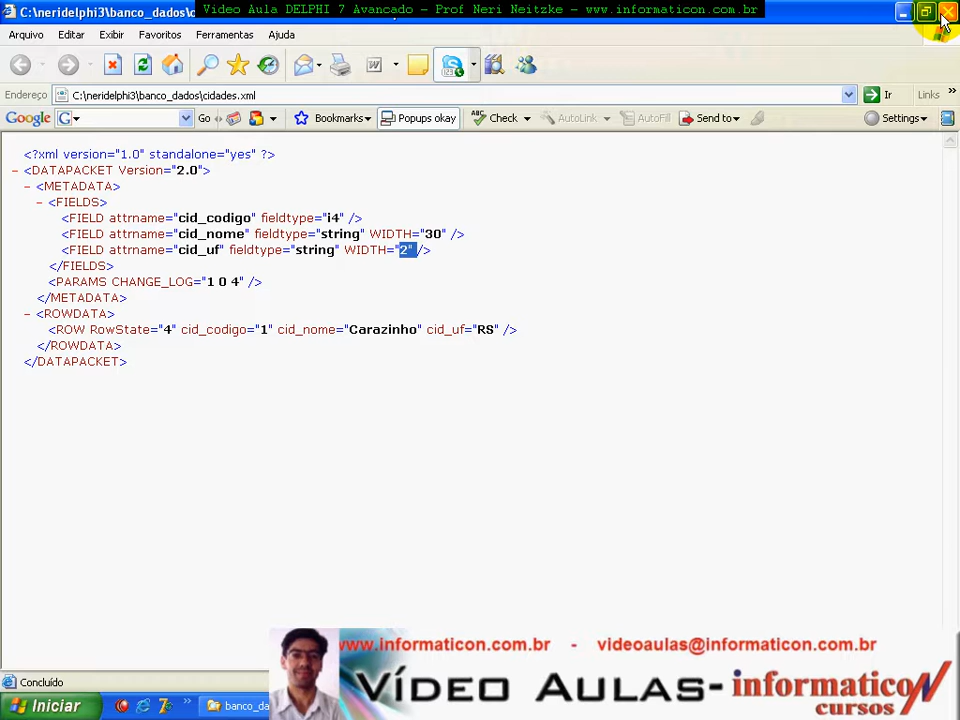 C:\neridelphi3\banco_dados\c
Video Aula DELPHI 7 Avancado - Prof Neri Neitzke - www.informaticon.com.br
Arquivo Editar Exibir Favoritos Ferramentas Ajuda
Endereço C:\neridelphi3\banco_dados\cidades.xml Ir Links »
Google G Go Bookmarks Popups okay Check AutoLink AutoFill Send to Settings
<?xml version="1.0" standalone="yes" ?>
- <DATAPACKET Version="2.0">
- <METADATA>
- <FIELDS>
<FIELD attrname="cid_codigo" fieldtype="i4" />
<FIELD attrname="cid_nome" fieldtype="string" WIDTH="30" />
<FIELD attrname="cid_uf" fieldtype="string" WIDTH="2" />
</FIELDS>
<PARAMS CHANGE_LOG="1 0 4" />
</METADATA>
- <ROWDATA>
<ROW RowState="4" cid_codigo="1" cid_nome="Carazinho" cid_uf="RS" />
</ROWDATA>
</DATAPACKET>
www.informaticon.com.br - videoaulas@informaticon.com.br
VÍDEO AULAS- informaticon
cursos
Concluído
Iniciar » banco_da